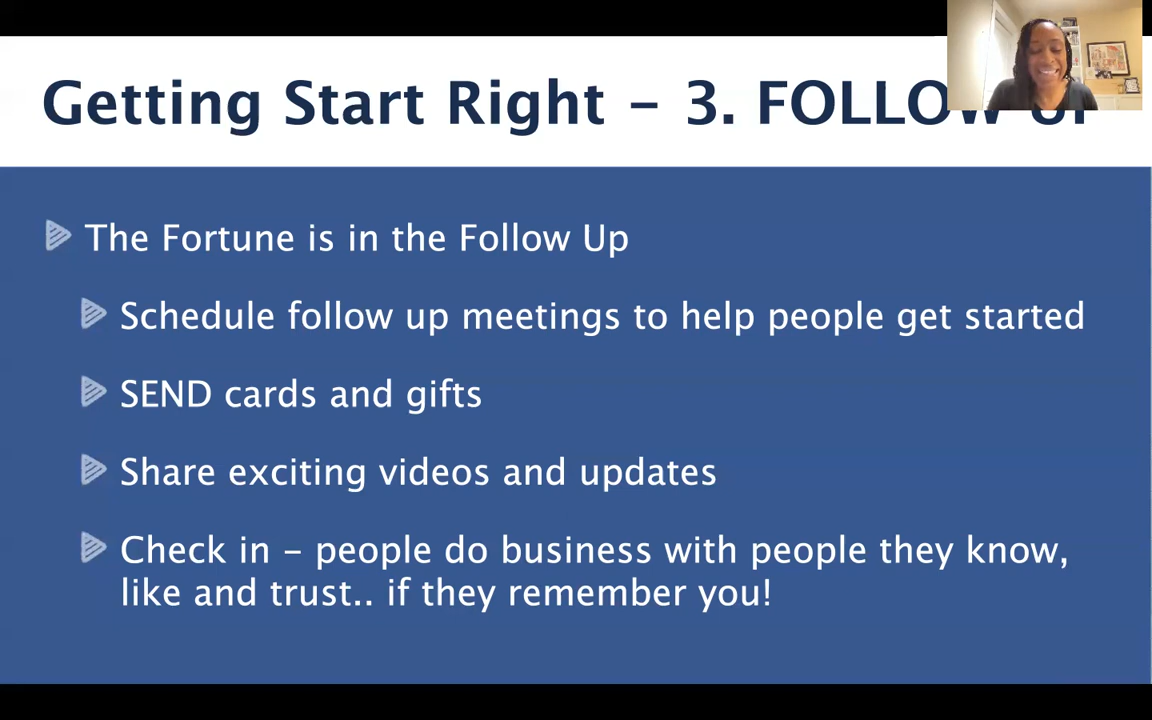 Getting Start Right - 3. FOLLOW UP
The Fortune is in the Follow Up
Schedule follow up meetings to help people get started
SEND cards and gifts
Share exciting videos and updates
Check in - people do business with people they know,
like and trust.. if they remember you!